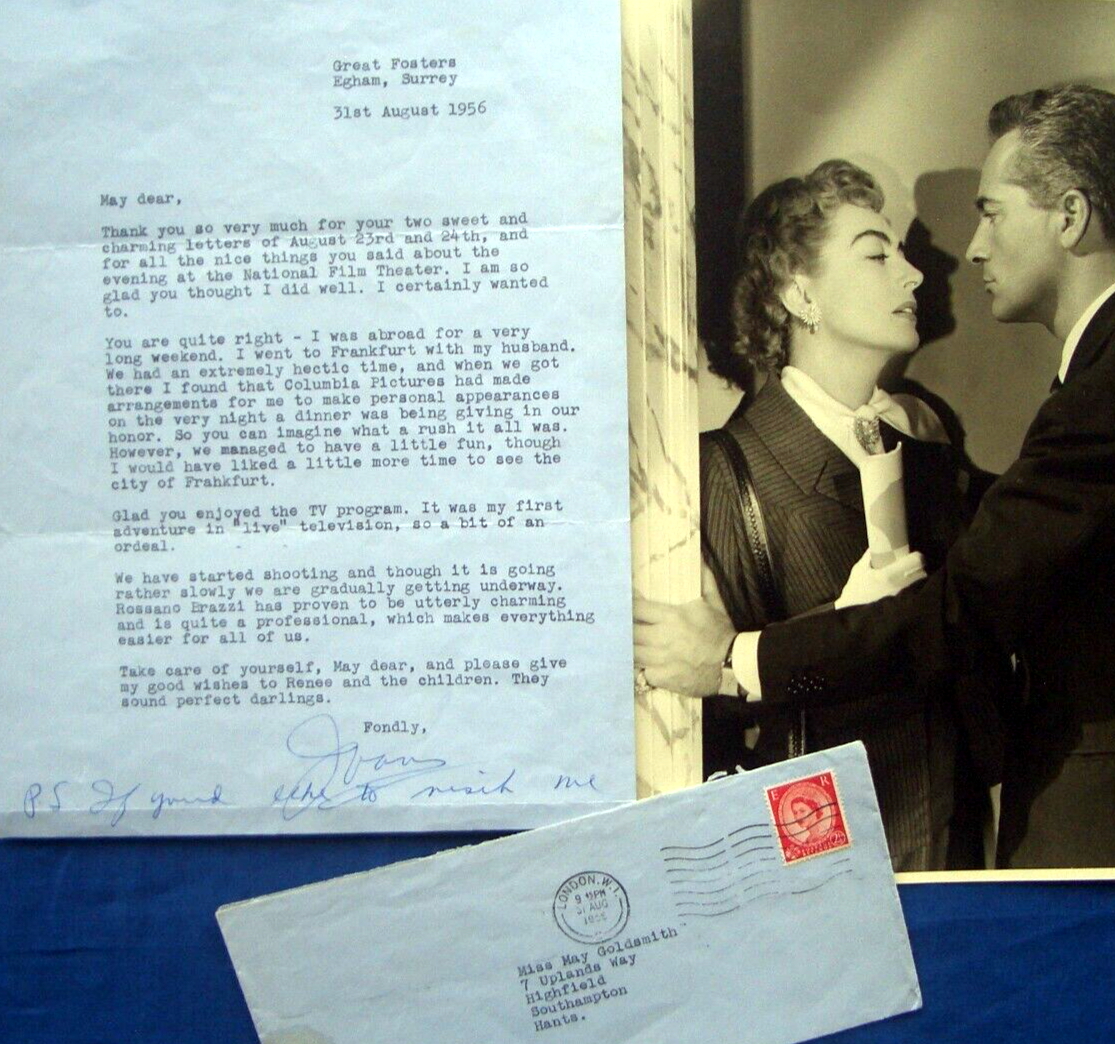 Great Fosters
Egham, Surrey
31st August 1956
May dear,
Thank you so very much for your two sweet and
charming letters of August 23rd and 24th, and
for all the nice things you said about the
evening at the National Film Theater. I am so
glad you thought I did well. I certainly wanted
to.
You are quite right - I was abroad for a very
long weekend. I went to Frankfurt with my husband.
We had an extremely hectic time, and when we got
there I found that Columbia Pictures had made
arrangements for me to make personal appearances
on the very night a dinner was being giving in our
honor. So you can imagine what a rush it all was.
However, we managed to have a little fun, though
I would have liked a little more time to see the
city of Frahkfurt.
Glad you enjoyed the TV program. It was my first
adventure in "live" television, so a bit of an
ordeal.
We have started shooting and though it is going
rather slowly we are gradually getting underway.
Rossano Brazzi has proven to be utterly charming
and is quite a professional, which makes everything
easier for all of us.
Take care of yourself, May dear, and please give
my good wishes to Renee and the children. They
sound perfect darlings.
Fondly,
Joan
PS If you'd like to visit me
E R
LONDON. W.1.
9 PM
31 AUG
1956
Miss May Goldsmith
7 Uplands Way
Highfield
Southampton
Hants.